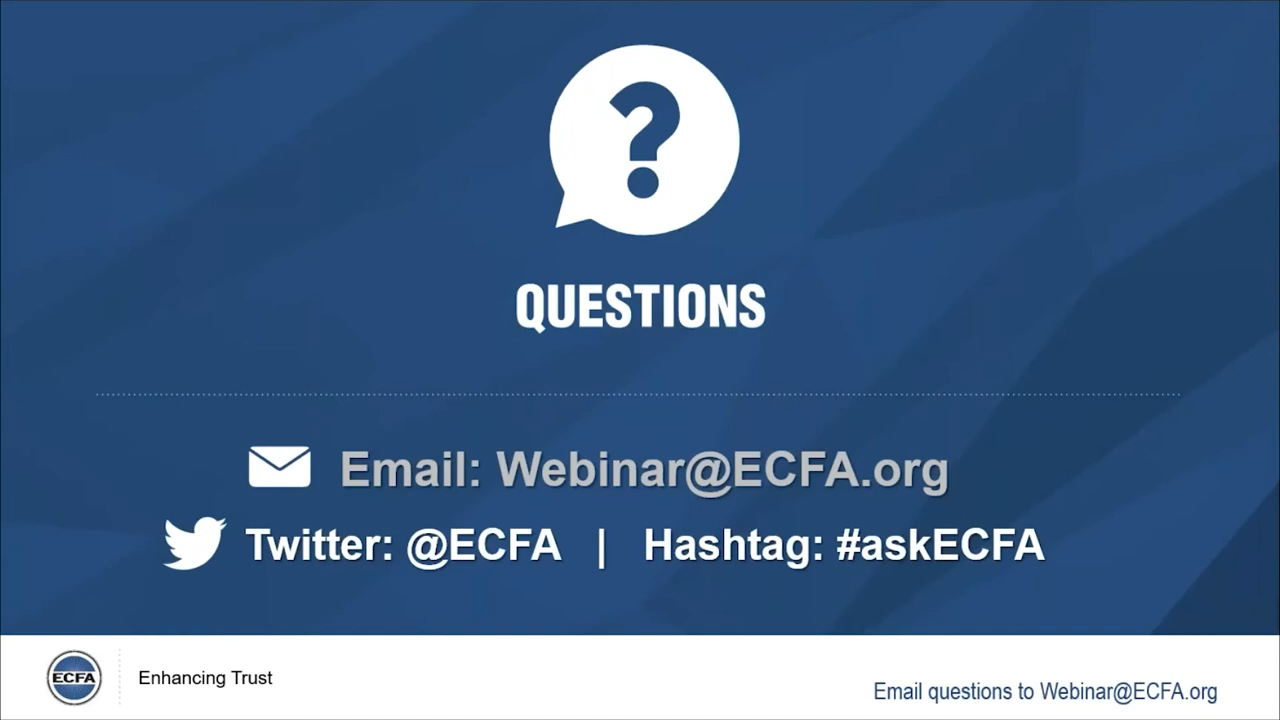 ?
QUESTIONS
Email: Webinar@ECFA.org
Twitter: @ECFA | Hashtag: #askECFA
ECFA
Enhancing Trust
Email questions to Webinar@ECFA.org